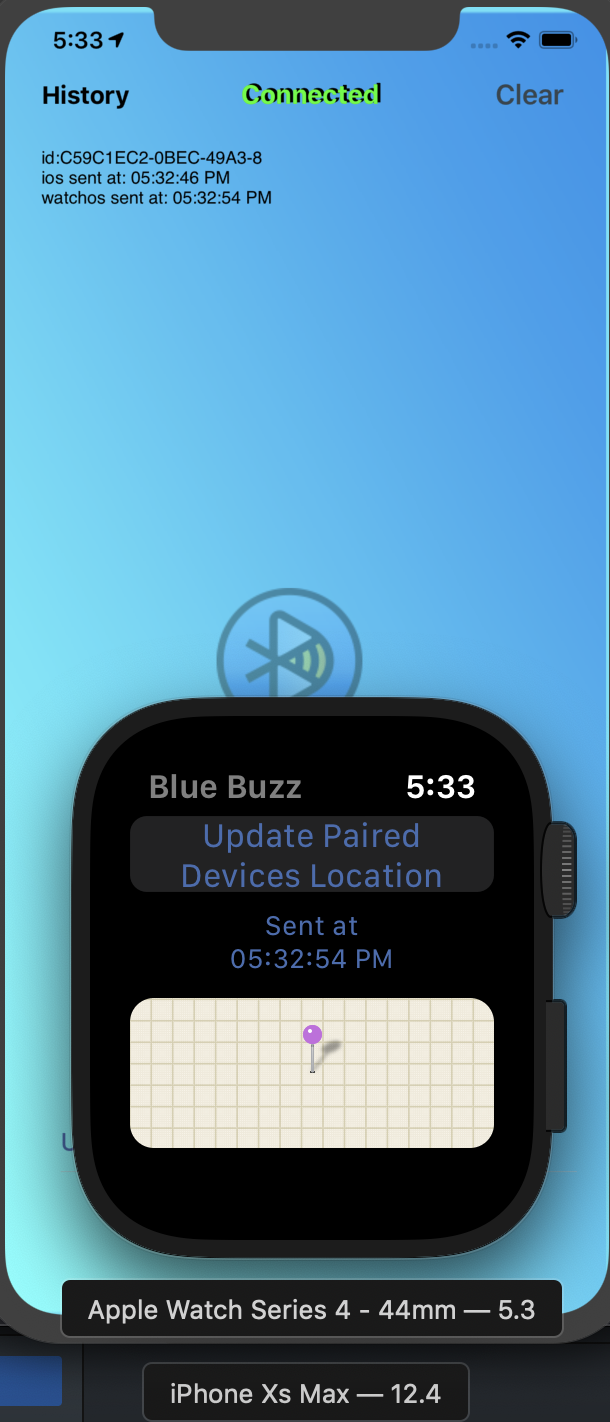 5:33
History Connected Clear
id:C59C1EC2-0BEC-49A3-8
ios sent at: 05:32:46 PM
watchos sent at: 05:32:54 PM
Blue Buzz 5:33
Update Paired
Devices Location
Sent at
05:32:54 PM
U
Apple Watch Series 4 - 44mm — 5.3
iPhone Xs Max — 12.4